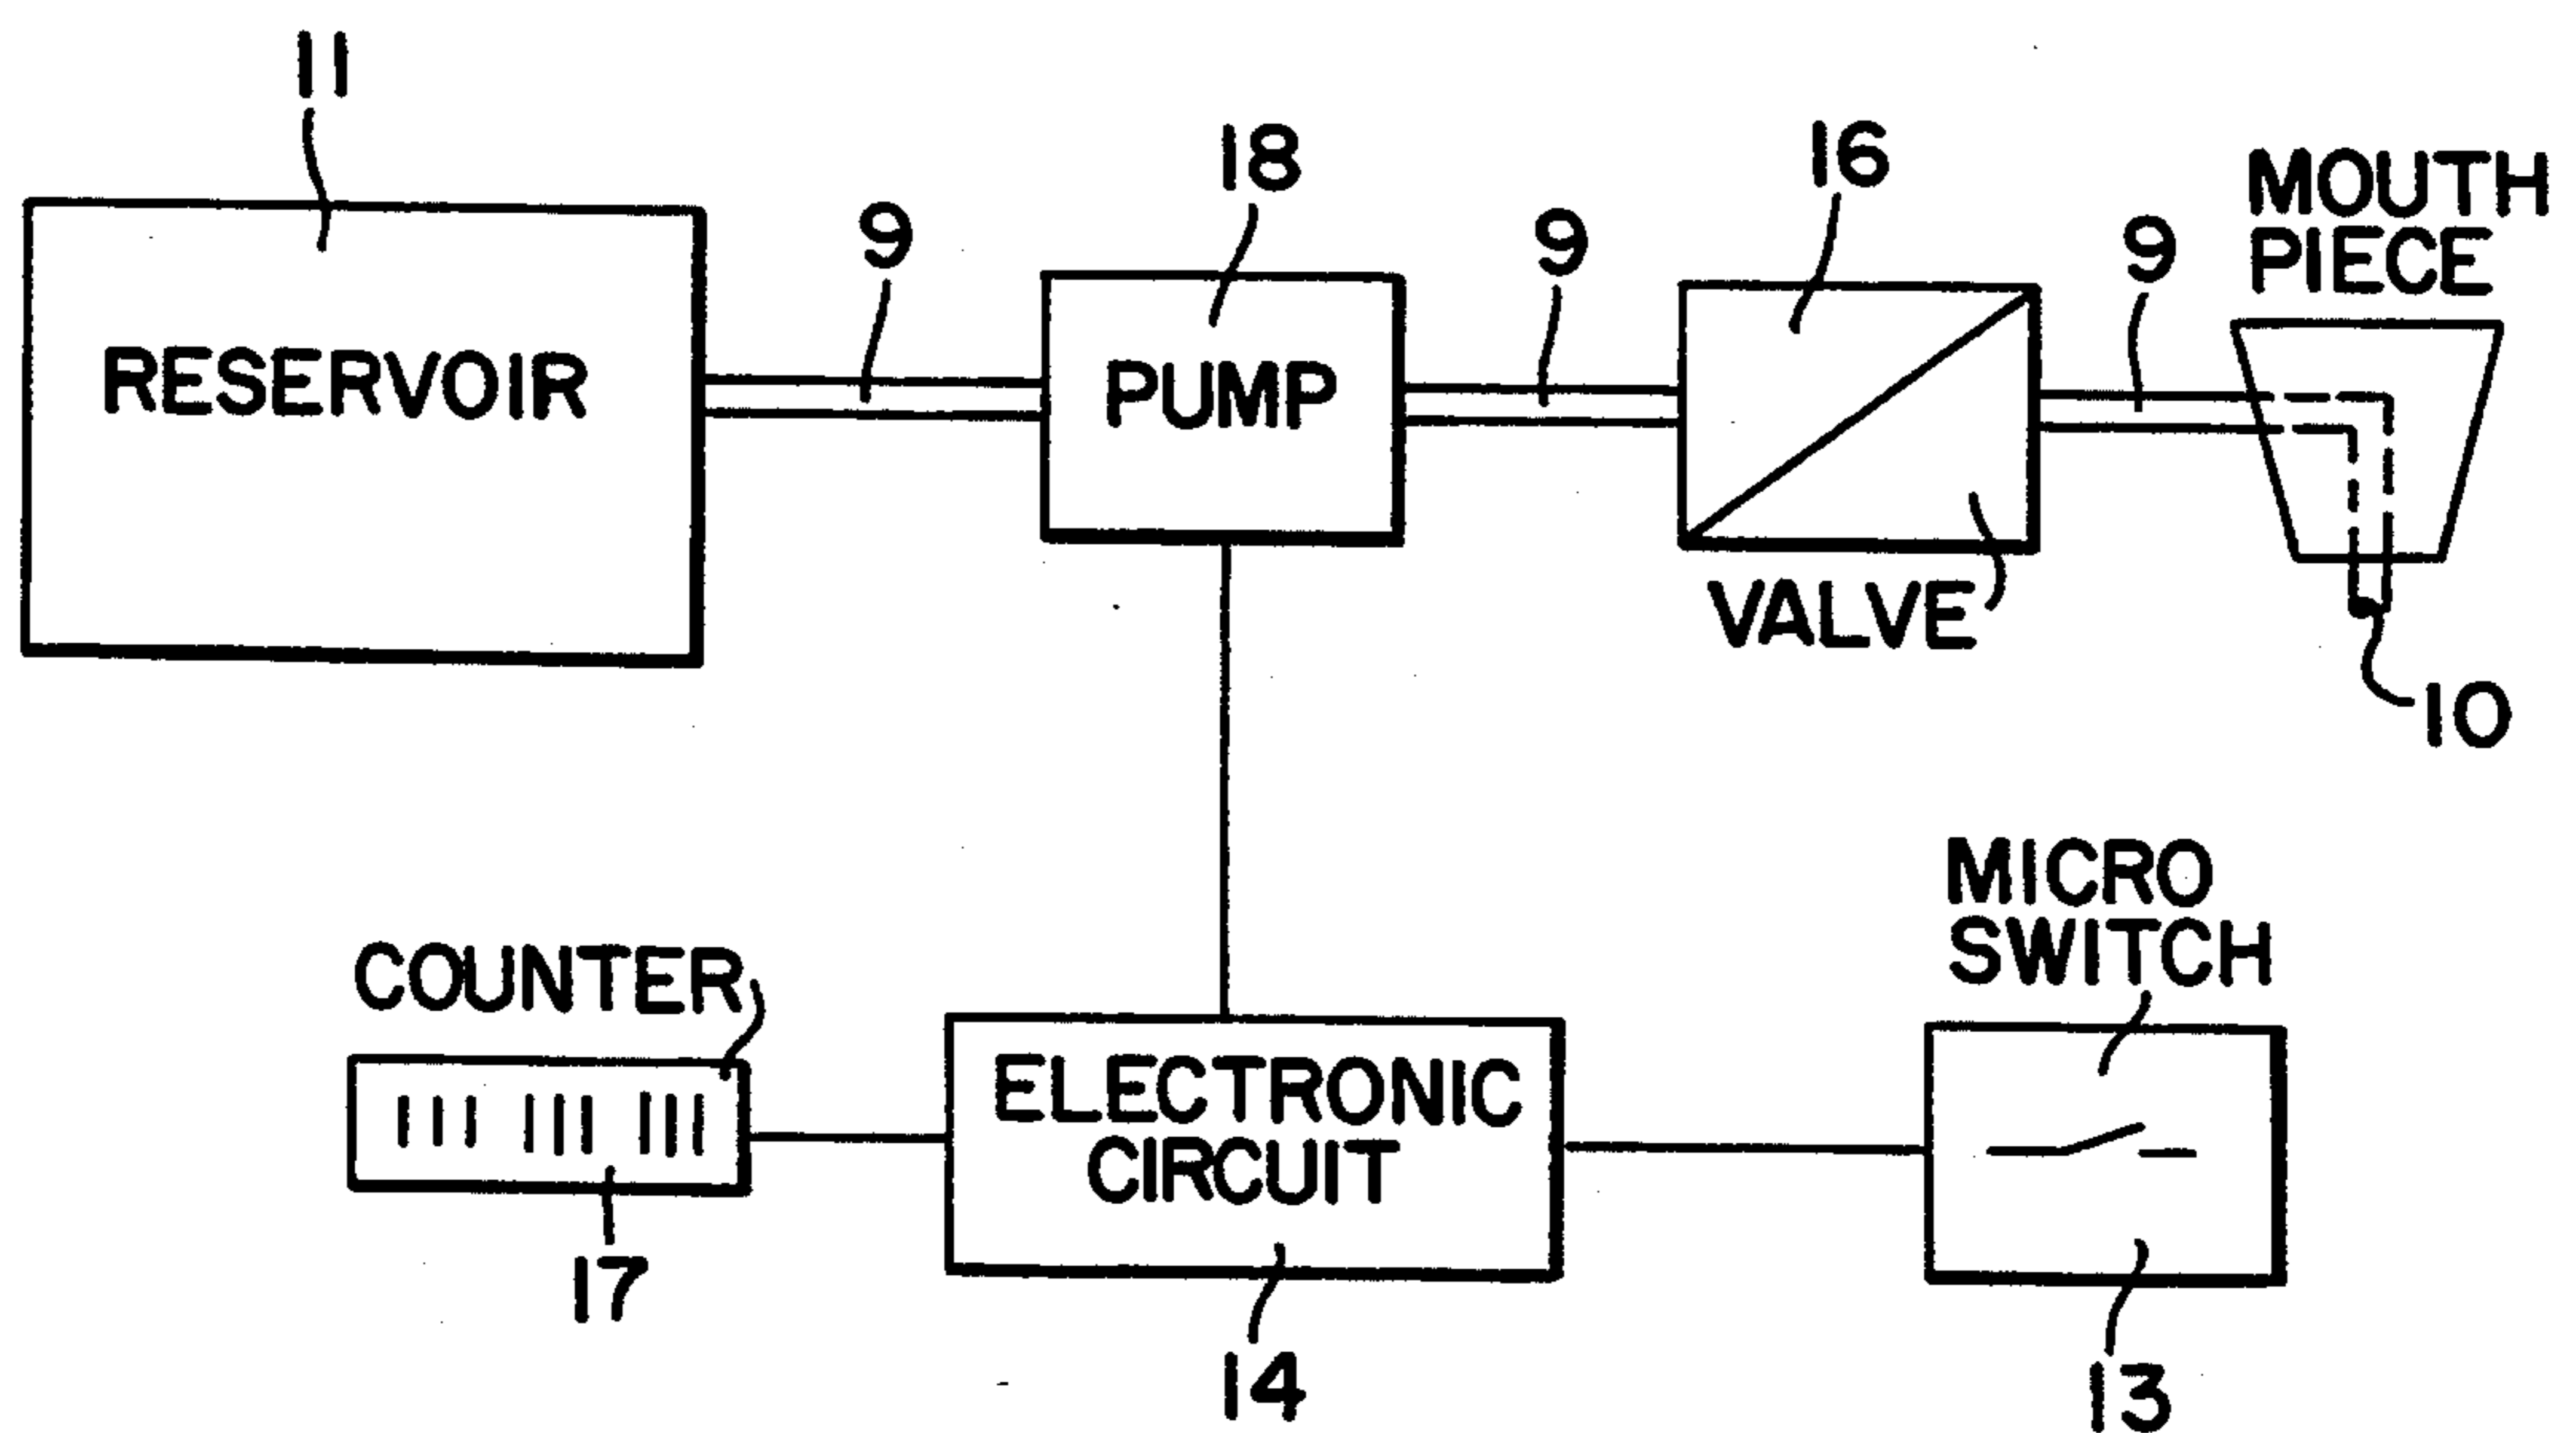 11
18
16
9
9
9
MOUTH
PIECE
RESERVOIR
PUMP
VALVE
10
MICRO
SWITCH
COUNTER
ELECTRONIC
CIRCUIT
17
14
13